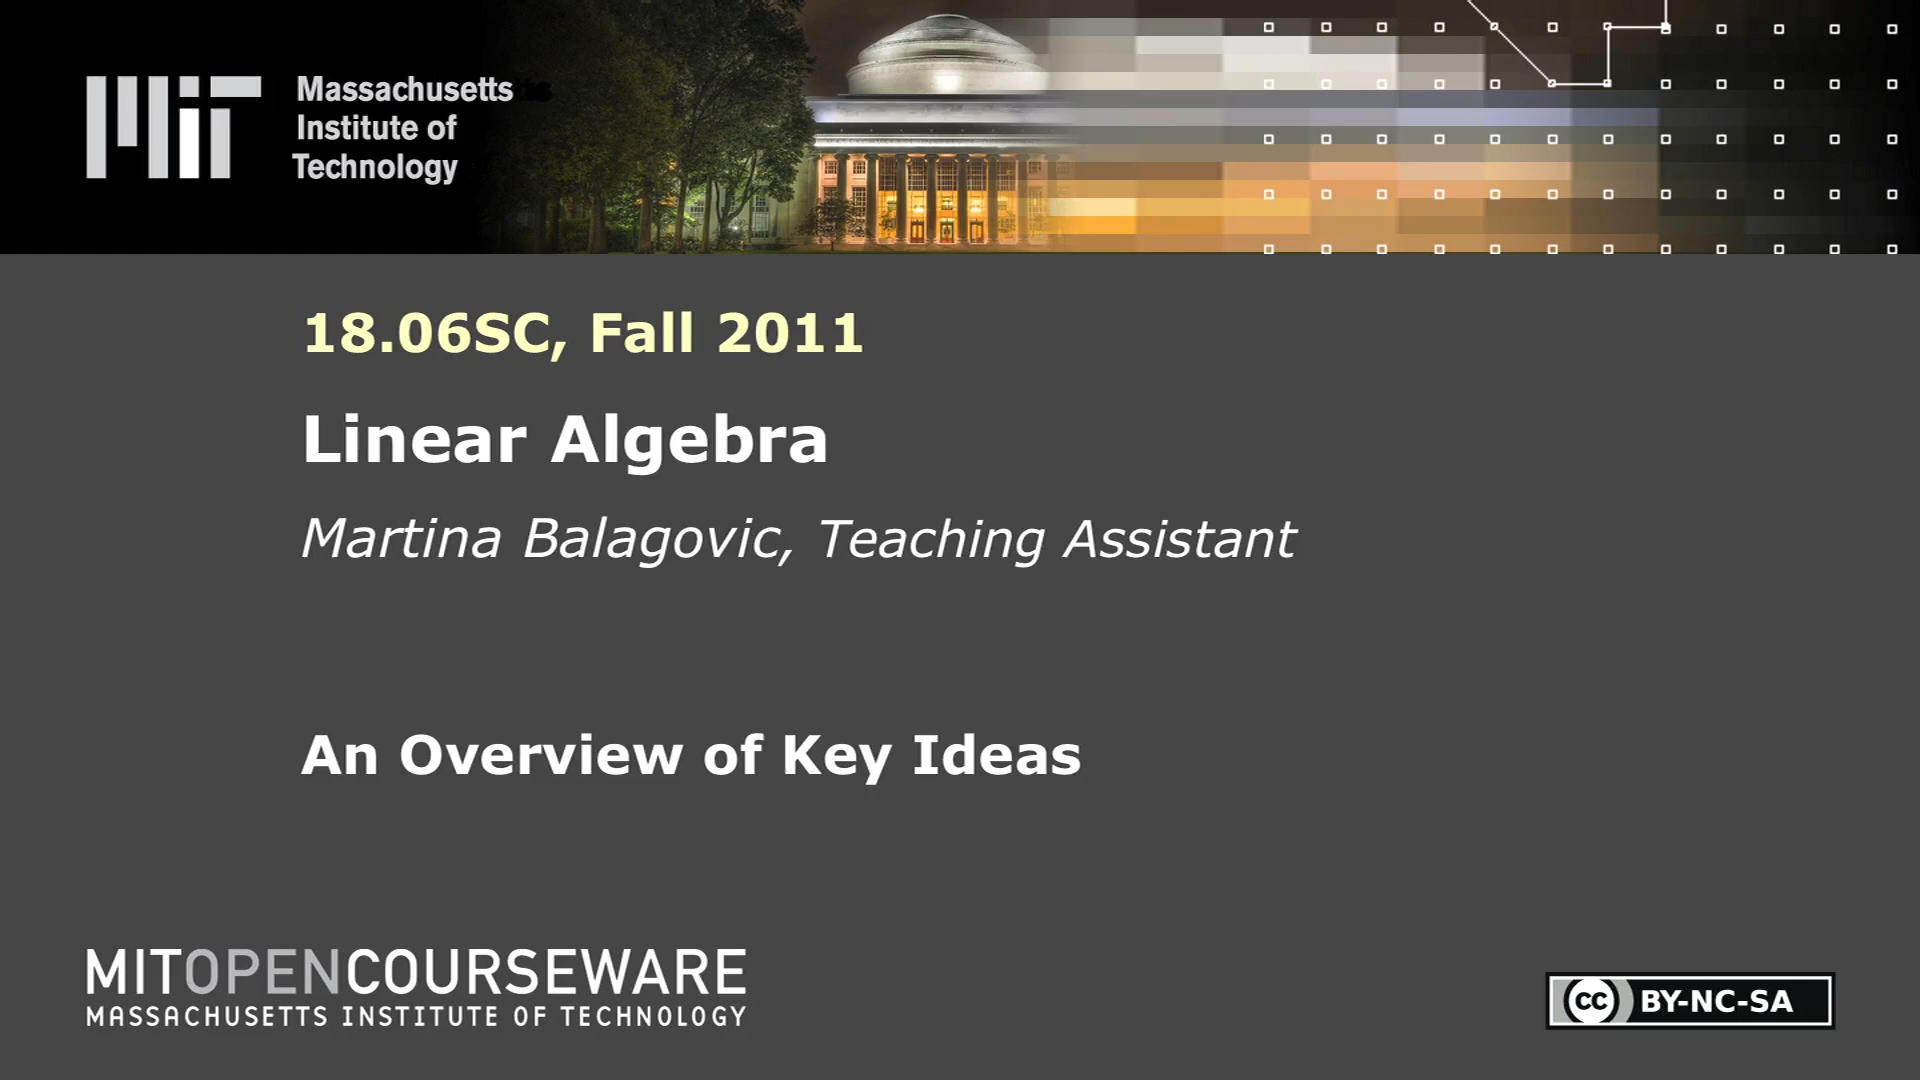 Massachusetts
Institute of
Technology
18.06SC, Fall 2011
Linear Algebra
Martina Balagovic, Teaching Assistant
An Overview of Key Ideas
MITOPENCOURSEWARE
MASSACHUSETTS INSTITUTE OF TECHNOLOGY
cc BY-NC-SA